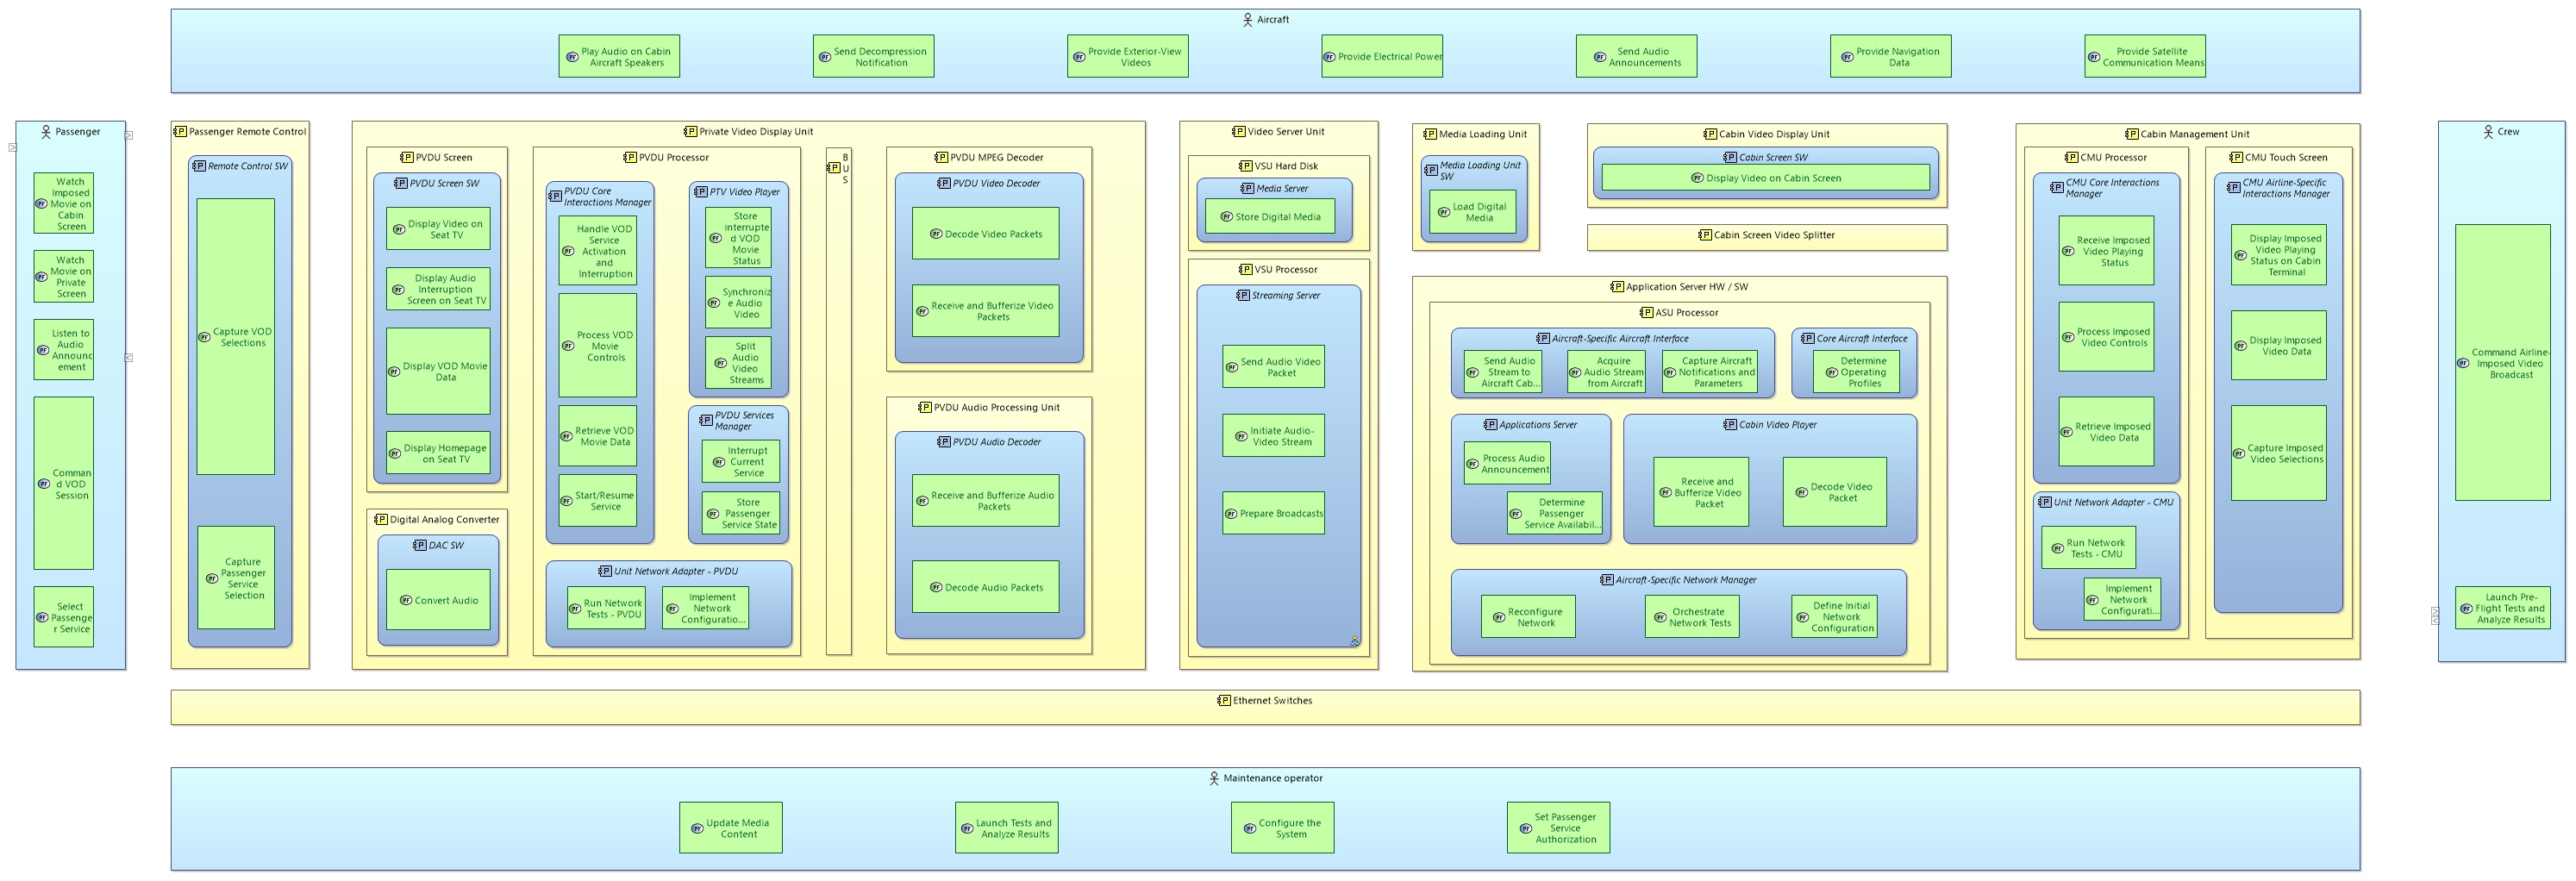 Aircraft
Play Audio on Cabin
Aircraft Speakers
Send Decompression
Notification
Provide Exterior-View
Videos
Provide Electrical Power
Send Audio
Announcements
Provide Navigation
Data
Provide Satellite
Communication Means
Passenger
Watch
Imposed
Movie on
Cabin
Screen
Watch
Movie on
Private
Screen
Listen to
Audio
Announc
ement
Comman
d VOD
Session
Select
Passenge
r Service
Passenger Remote Control
Remote Control SW
Capture VOD
Selections
Capture
Passenger
Service
Selection
Private Video Display Unit
PVDU Screen
PVDU Screen SW
Display Video on
Seat TV
Display Audio
Interruption
Screen on Seat TV
Display VOD Movie
Data
Display Homepage
on Seat TV
Digital Analog Converter
DAC SW
Convert Audio
PVDU Processor
PVDU Core
Interactions Manager
Handle VOD
Service
Activation
and
Interruption
Process VOD
Movie
Controls
Retrieve VOD
Movie Data
Start/Resume
Service
PTV Video Player
Store
interrupte
d VOD
Movie
Status
Synchroniz
e Audio
Video
Split
Audio
Video
Streams
PVDU Services
Manager
Interrupt
Current
Service
Store
Passenger
Service State
Unit Network Adapter - PVDU
Run Network
Tests - PVDU
Implement
Network
Configuratio...
B
U
S
PVDU MPEG Decoder
PVDU Video Decoder
Decode Video Packets
Receive and Bufferize Video
Packets
PVDU Audio Processing Unit
PVDU Audio Decoder
Receive and Bufferize Audio
Packets
Decode Audio Packets
Video Server Unit
VSU Hard Disk
Media Server
Store Digital Media
VSU Processor
Streaming Server
Send Audio Video
Packet
Initiate Audio-
Video Stream
Prepare Broadcasts
Media Loading Unit
Media Loading Unit
SW
Load Digital
Media
Cabin Video Display Unit
Cabin Screen SW
Display Video on Cabin Screen
Cabin Screen Video Splitter
Application Server HW / SW
ASU Processor
Aircraft-Specific Aircraft Interface
Send Audio
Stream to
Aircraft Cab...
Acquire
Audio Stream
from Aircraft
Capture Aircraft
Notifications and
Parameters
Core Aircraft Interface
Determine
Operating
Profiles
Applications Server
Process Audio
Announcement
Determine
Passenger
Service Availabil...
Cabin Video Player
Receive and
Bufferize Video
Packet
Decode Video
Packet
Aircraft-Specific Network Manager
Reconfigure
Network
Orchestrate
Network Tests
Define Initial
Network
Configuration
Cabin Management Unit
CMU Processor
CMU Core Interactions
Manager
Receive Imposed
Video Playing
Status
Process Imposed
Video Controls
Retrieve Imposed
Video Data
Unit Network Adapter - CMU
Run Network
Tests - CMU
Implement
Network
Configurati...
CMU Touch Screen
CMU Airline-Specific
Interactions Manager
Display Imposed
Video Playing
Status on Cabin
Terminal
Display Imposed
Video Data
Capture Imposed
Video Selections
Crew
Command Airline-
Imposed Video
Broadcast
Launch Pre-
Flight Tests and
Analyze Results
Ethernet Switches
Maintenance operator
Update Media
Content
Launch Tests and
Analyze Results
Configure the
System
Set Passenger
Service
Authorization